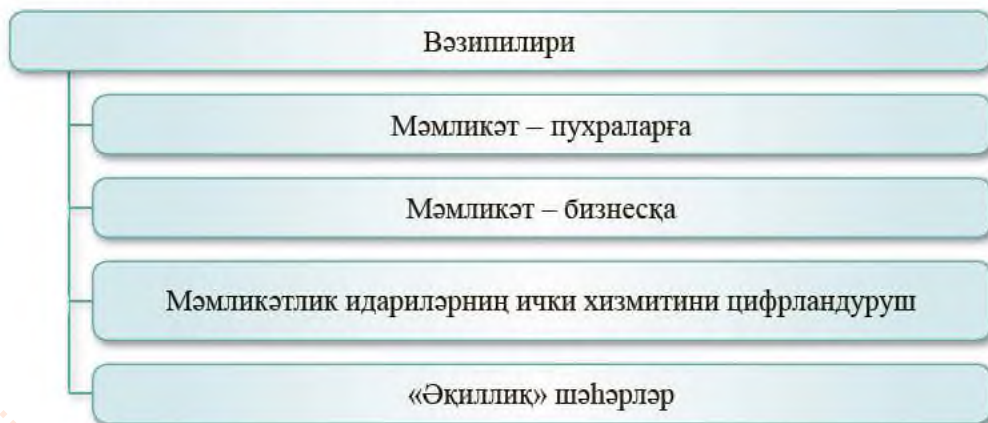 Вәзипилири
Мәмликәт – пухраларға
Мәмликәт – бизнесқа
Мәмликәтлик идариләрниң ички хизмитини цифрландуруш
«Әқиллиқ» шәһәрләр